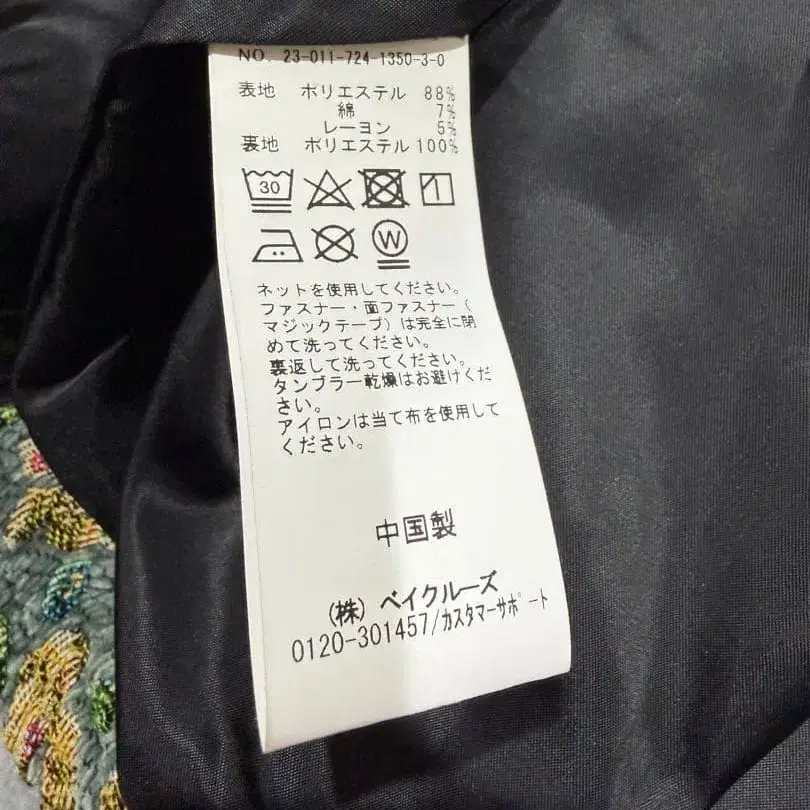 NO. 23-011-724-1350-3-0
表地 ポリエステル 88%
綿 7%
レーヨン 5%
裏地 ポリエステル 100%
30
W
ネットを使用してください。
ファスナー・面ファスナー(
マジックテープ)は完全に閉
めて洗ってください。
裏返して洗ってください。
タンブラー乾燥はお避けくだ
さい。
アイロンは当て布を使用して
ください。
中国製
(株) ベイクルーズ
0120-301457/カスタマーサポート